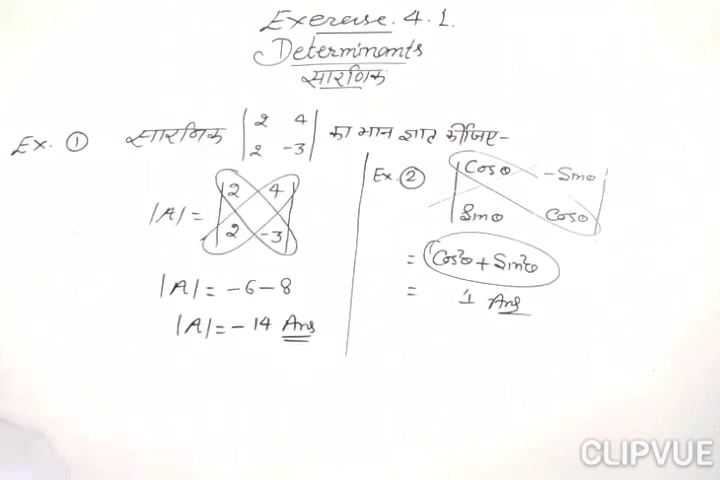 Exercise. 4.1.
Determinants
सारणिक
Ex. ① सारणिक | 2 4 | का मान ज्ञात कीजिए-
| 2 -3 |
|A| = | 2 4 |
| 2 -3 |
|A| = -6-8
|A| = -14 Ans
Ex. ② | Cosθ -Sinθ |
| Sinθ Cosθ |
= Cos²θ + Sin²θ
= 1 Ans
CLIPVUE